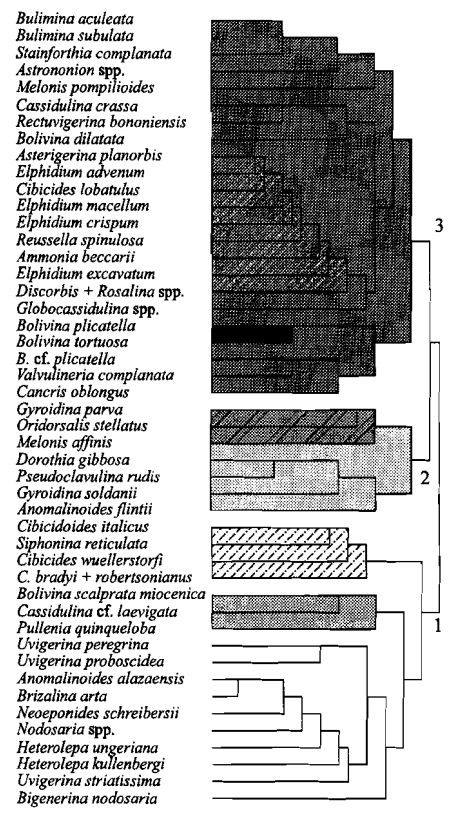 Bulimina aculeata
Bulimina subulata
Stainforthia complanata
Astrononion spp.
Melonis pompilioides
Cassidulina crassa
Rectuvigerina bononiensis
Bolivina dilatata
Asterigerina planorbis
Elphidium advenum
Cibicides lobatulus
Elphidium macellum
Elphidium crispum
Reussella spinulosa
Ammonia beccarii
Elphidium excavatum
Discorbis + Rosalina spp.
Globocassidulina spp.
Bolivina plicatella
Bolivina tortuosa
B. cf. plicatella
Valvulineria complanata
Cancris oblongus
Gyroidina parva
Oridorsalis stellatus
Melonis affinis
Dorothia gibbosa
Pseudoclavulina rudis
Gyroidina soldanii
Anomalinoides flintii
Cibicidoides italicus
Siphonina reticulata
Cibicides wuellerstorfi
C. bradyi + robertsonianus
Bolivina scalprata miocenica
Cassidulina cf. laevigata
Pullenia quinqueloba
Uvigerina peregrina
Uvigerina proboscidea
Anomalinoides alazaensis
Brizalina arta
Neoeponides schreibersii
Nodosaria spp.
Heterolepa ungeriana
Heterolepa kullenbergi
Uvigerina striatissima
Bigenerina nodosaria
3
2
1